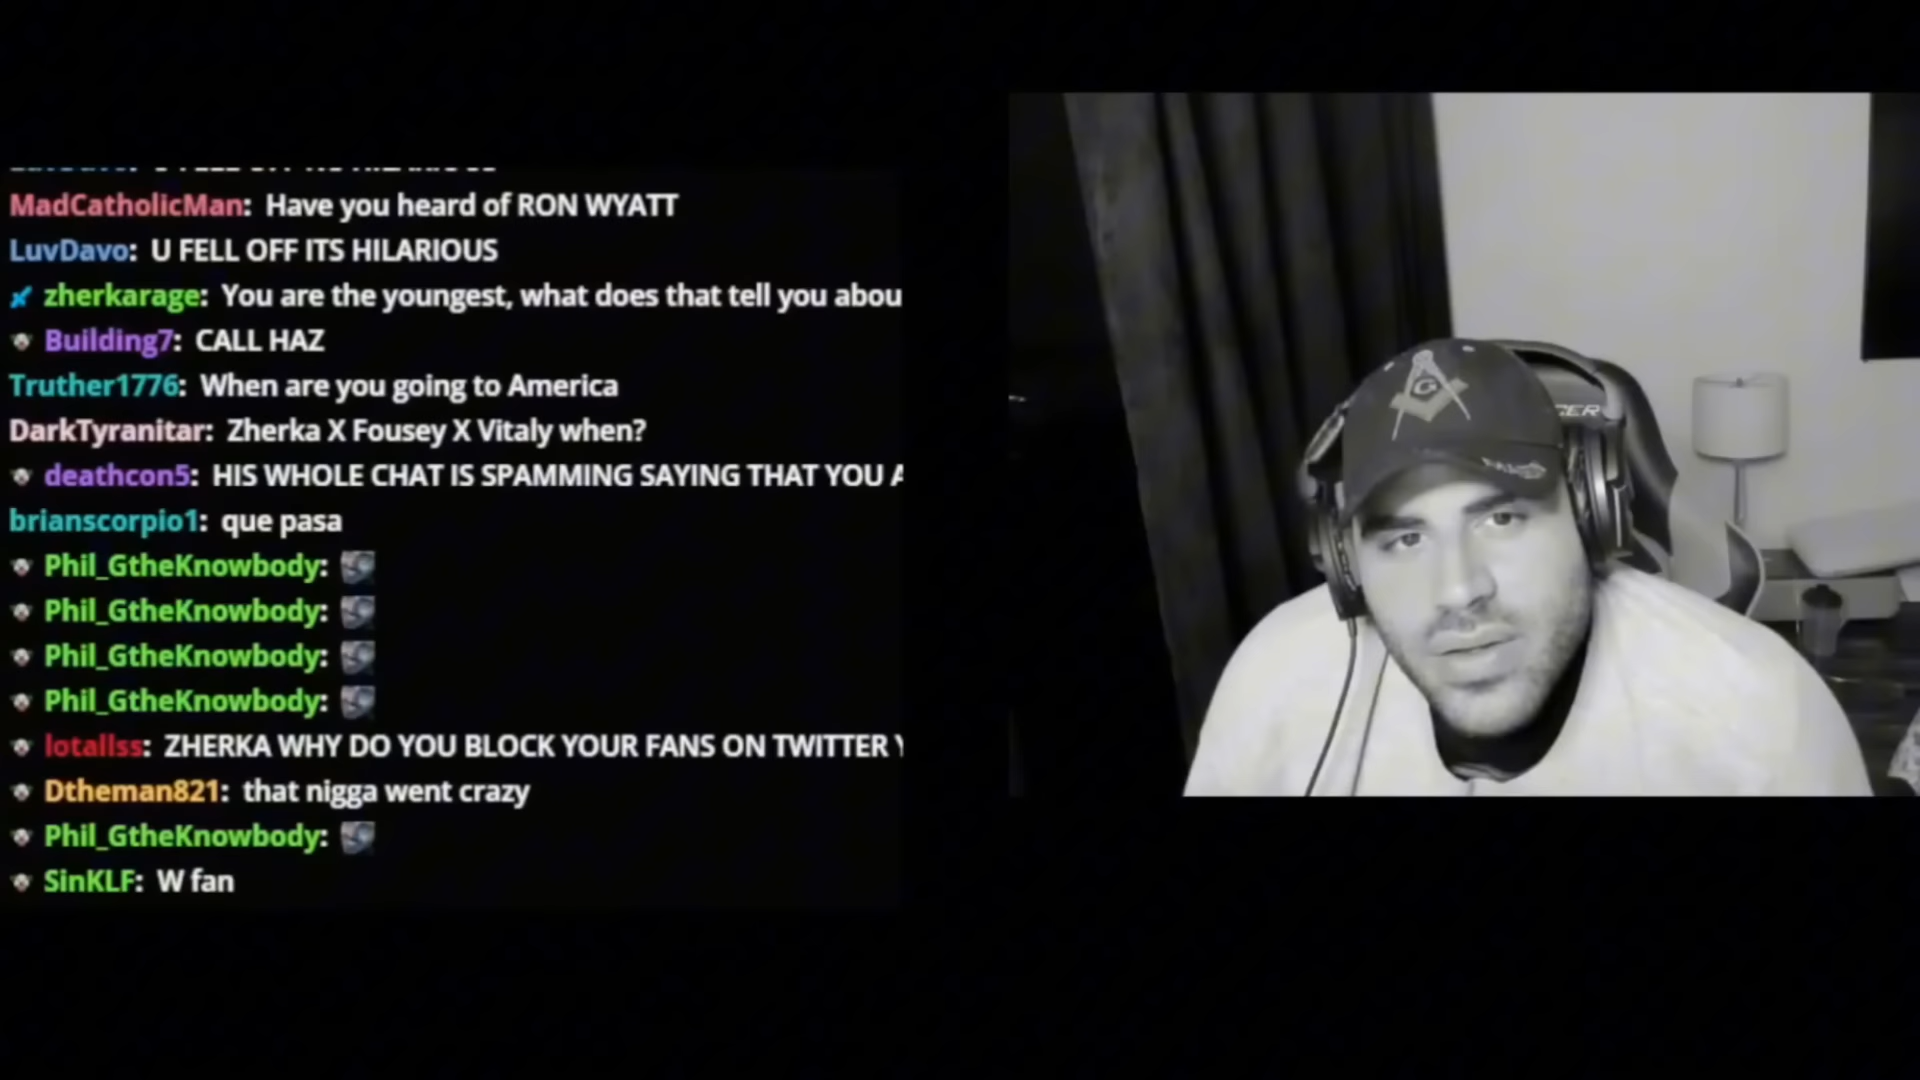 MadCatholicMan: Have you heard of RON WYATT
LuvDavo: U FELL OFF ITS HILARIOUS
zherkarage: You are the youngest, what does that tell you abou
Building7: CALL HAZ
Truther1776: When are you going to America
DarkTyranitar: Zherka X Fousey X Vitaly when?
deathcon5: HIS WHOLE CHAT IS SPAMMING SAYING THAT YOU A
brianscorpio1: que pasa
Phil_GtheKnowbody:
Phil_GtheKnowbody:
Phil_GtheKnowbody:
Phil_GtheKnowbody:
lotallss: ZHERKA WHY DO YOU BLOCK YOUR FANS ON TWITTER Y
Dtheman821: that nigga went crazy
Phil_GtheKnowbody:
SinKLF: W fan
G